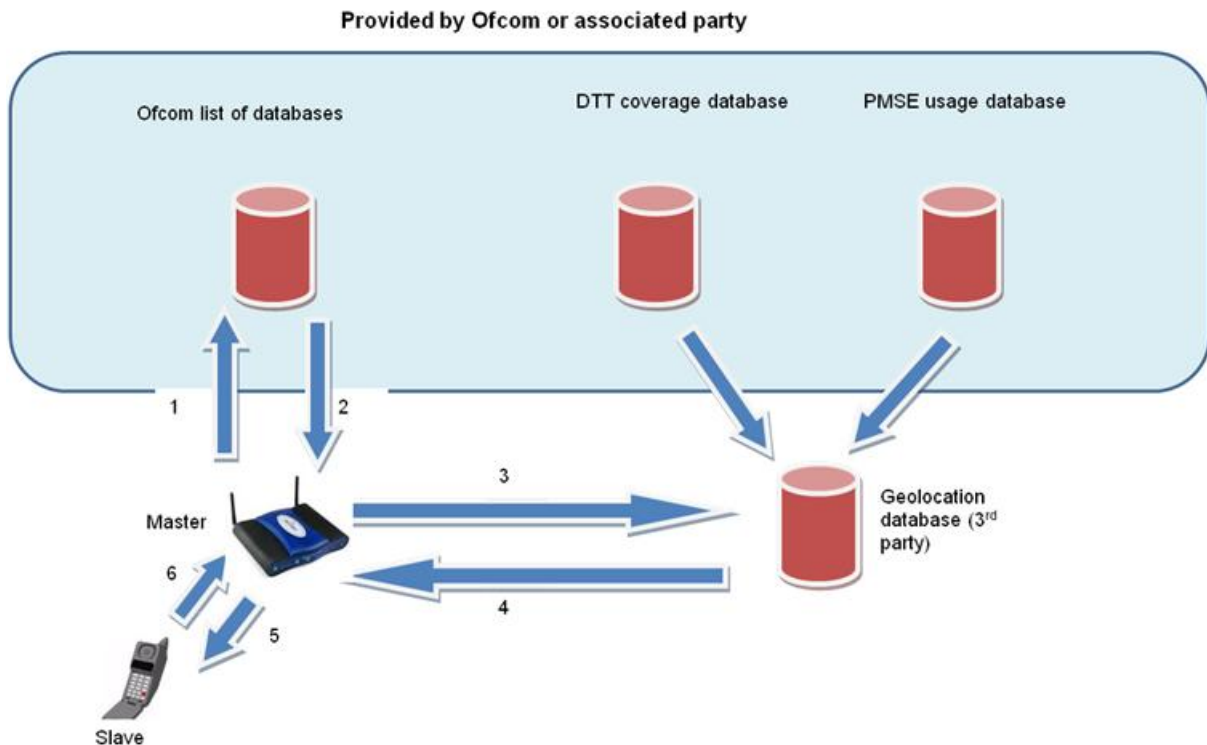 Provided by Ofcom or associated party
Ofcom list of databases
DTT coverage database
PMSE usage database
1
2
3
Geolocation
database (3rd
party)
Master
4
6
5
Slave